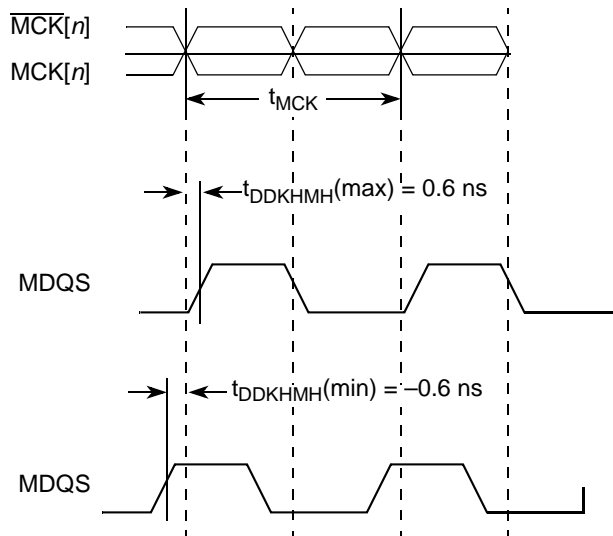 MCK[n]
MCK[n]
tMCK
tDDKHMH(max) = 0.6 ns
MDQS
tDDKHMH(min) = –0.6 ns
MDQS